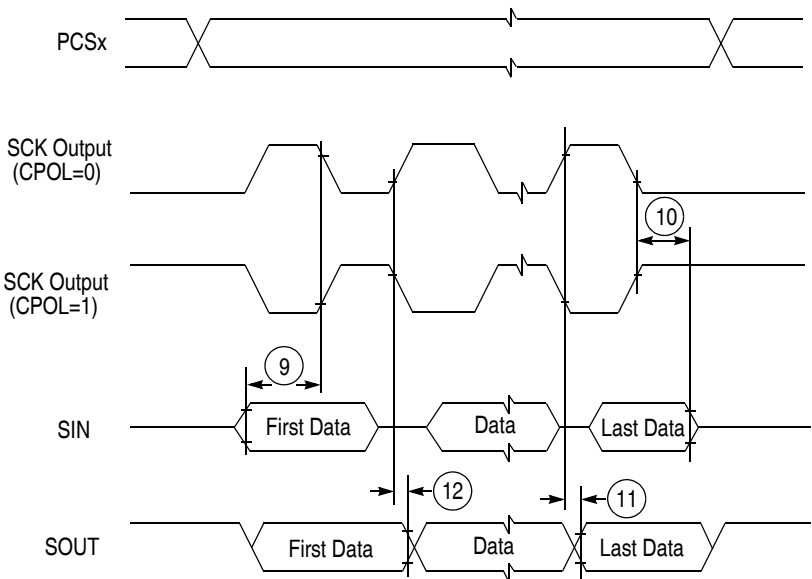 PCSx
SCK Output
(CPOL=0)
10
SCK Output
(CPOL=1)
9
SIN
First Data
Data
Last Data
12
11
SOUT
First Data
Data
Last Data